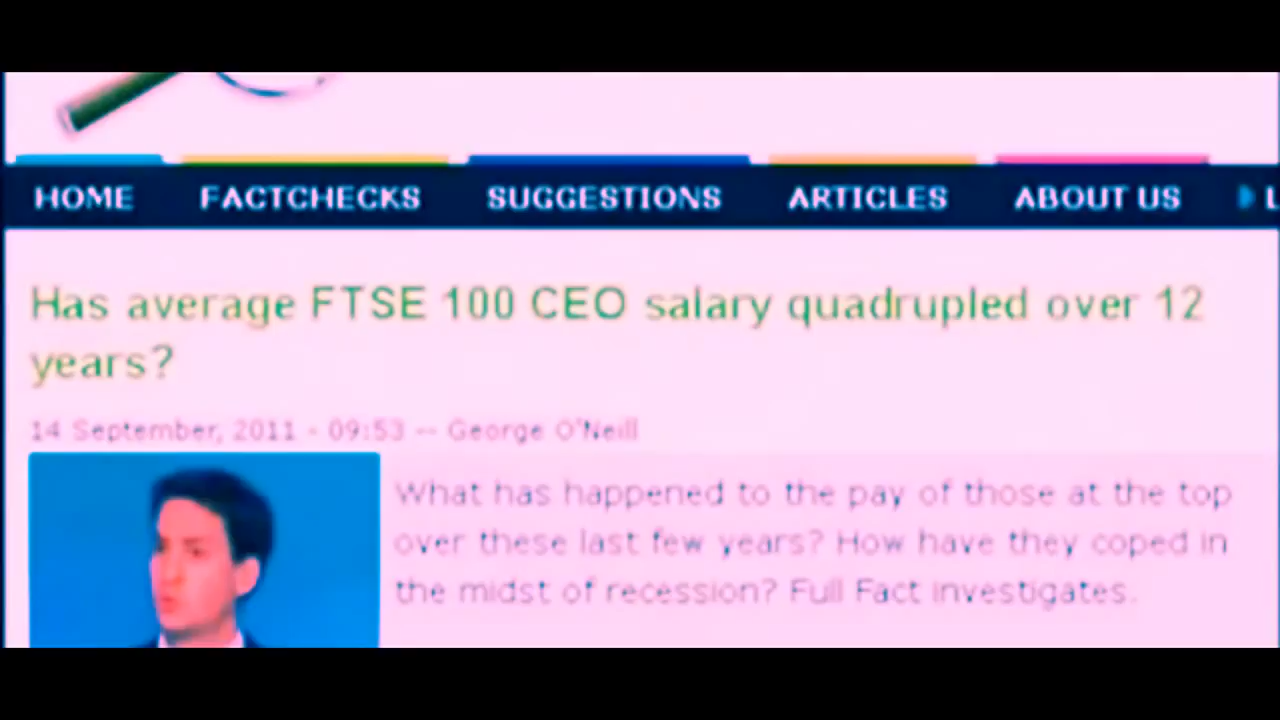 HOME FACTCHECKS SUGGESTIONS ARTICLES ABOUT US L
Has average FTSE 100 CEO salary quadrupled over 12
years?
14 September, 2011 - 09:53 -- George O'Neill
What has happened to the pay of those at the top
over these last few years? How have they coped in
the midst of recession? Full Fact investigates.